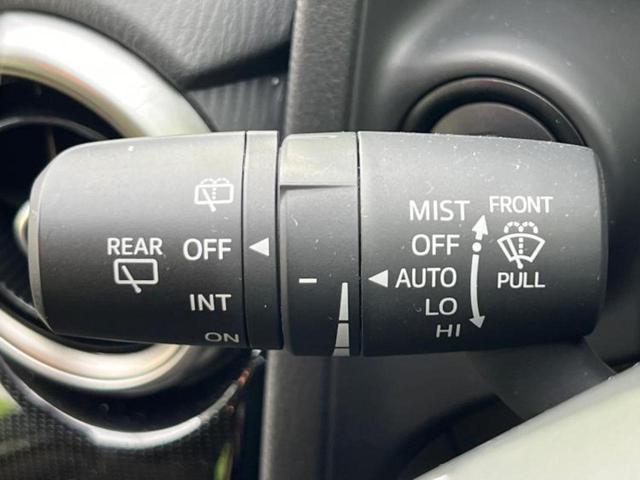 REAR
OFF
INT
ON
MIST
OFF
AUTO
LO
HI
FRONT
PULL